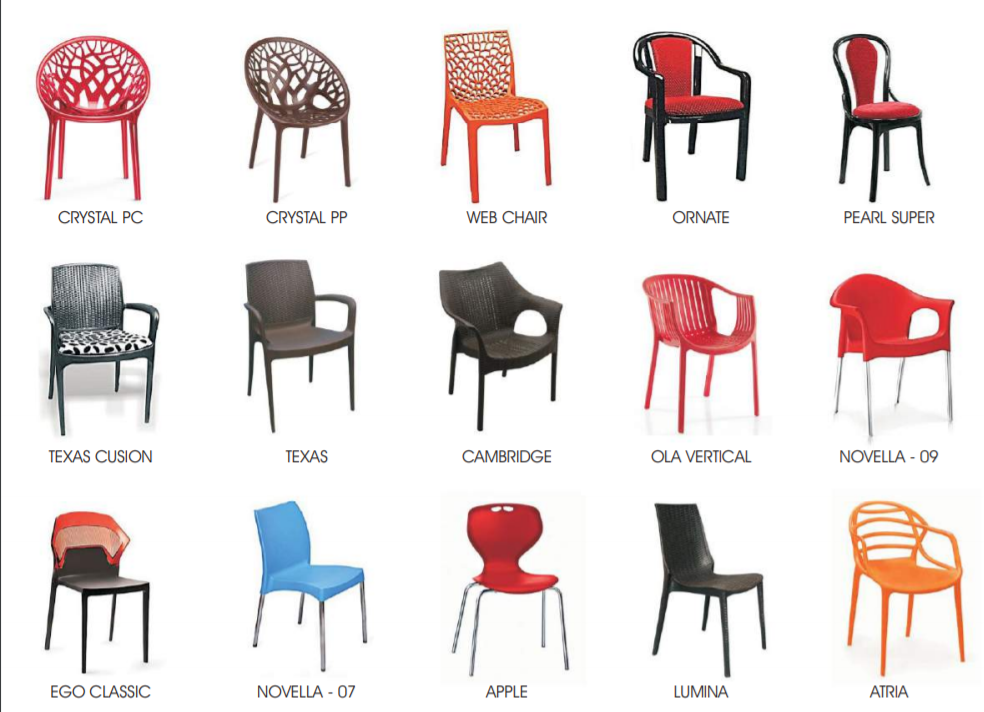 CRYSTAL PC
CRYSTAL PP
WEB CHAIR
ORNATE
PEARL SUPER
TEXAS CUSION
TEXAS
CAMBRIDGE
OLA VERTICAL
NOVELLA - 09
EGO CLASSIC
NOVELLA - 07
APPLE
LUMINA
ATRIA